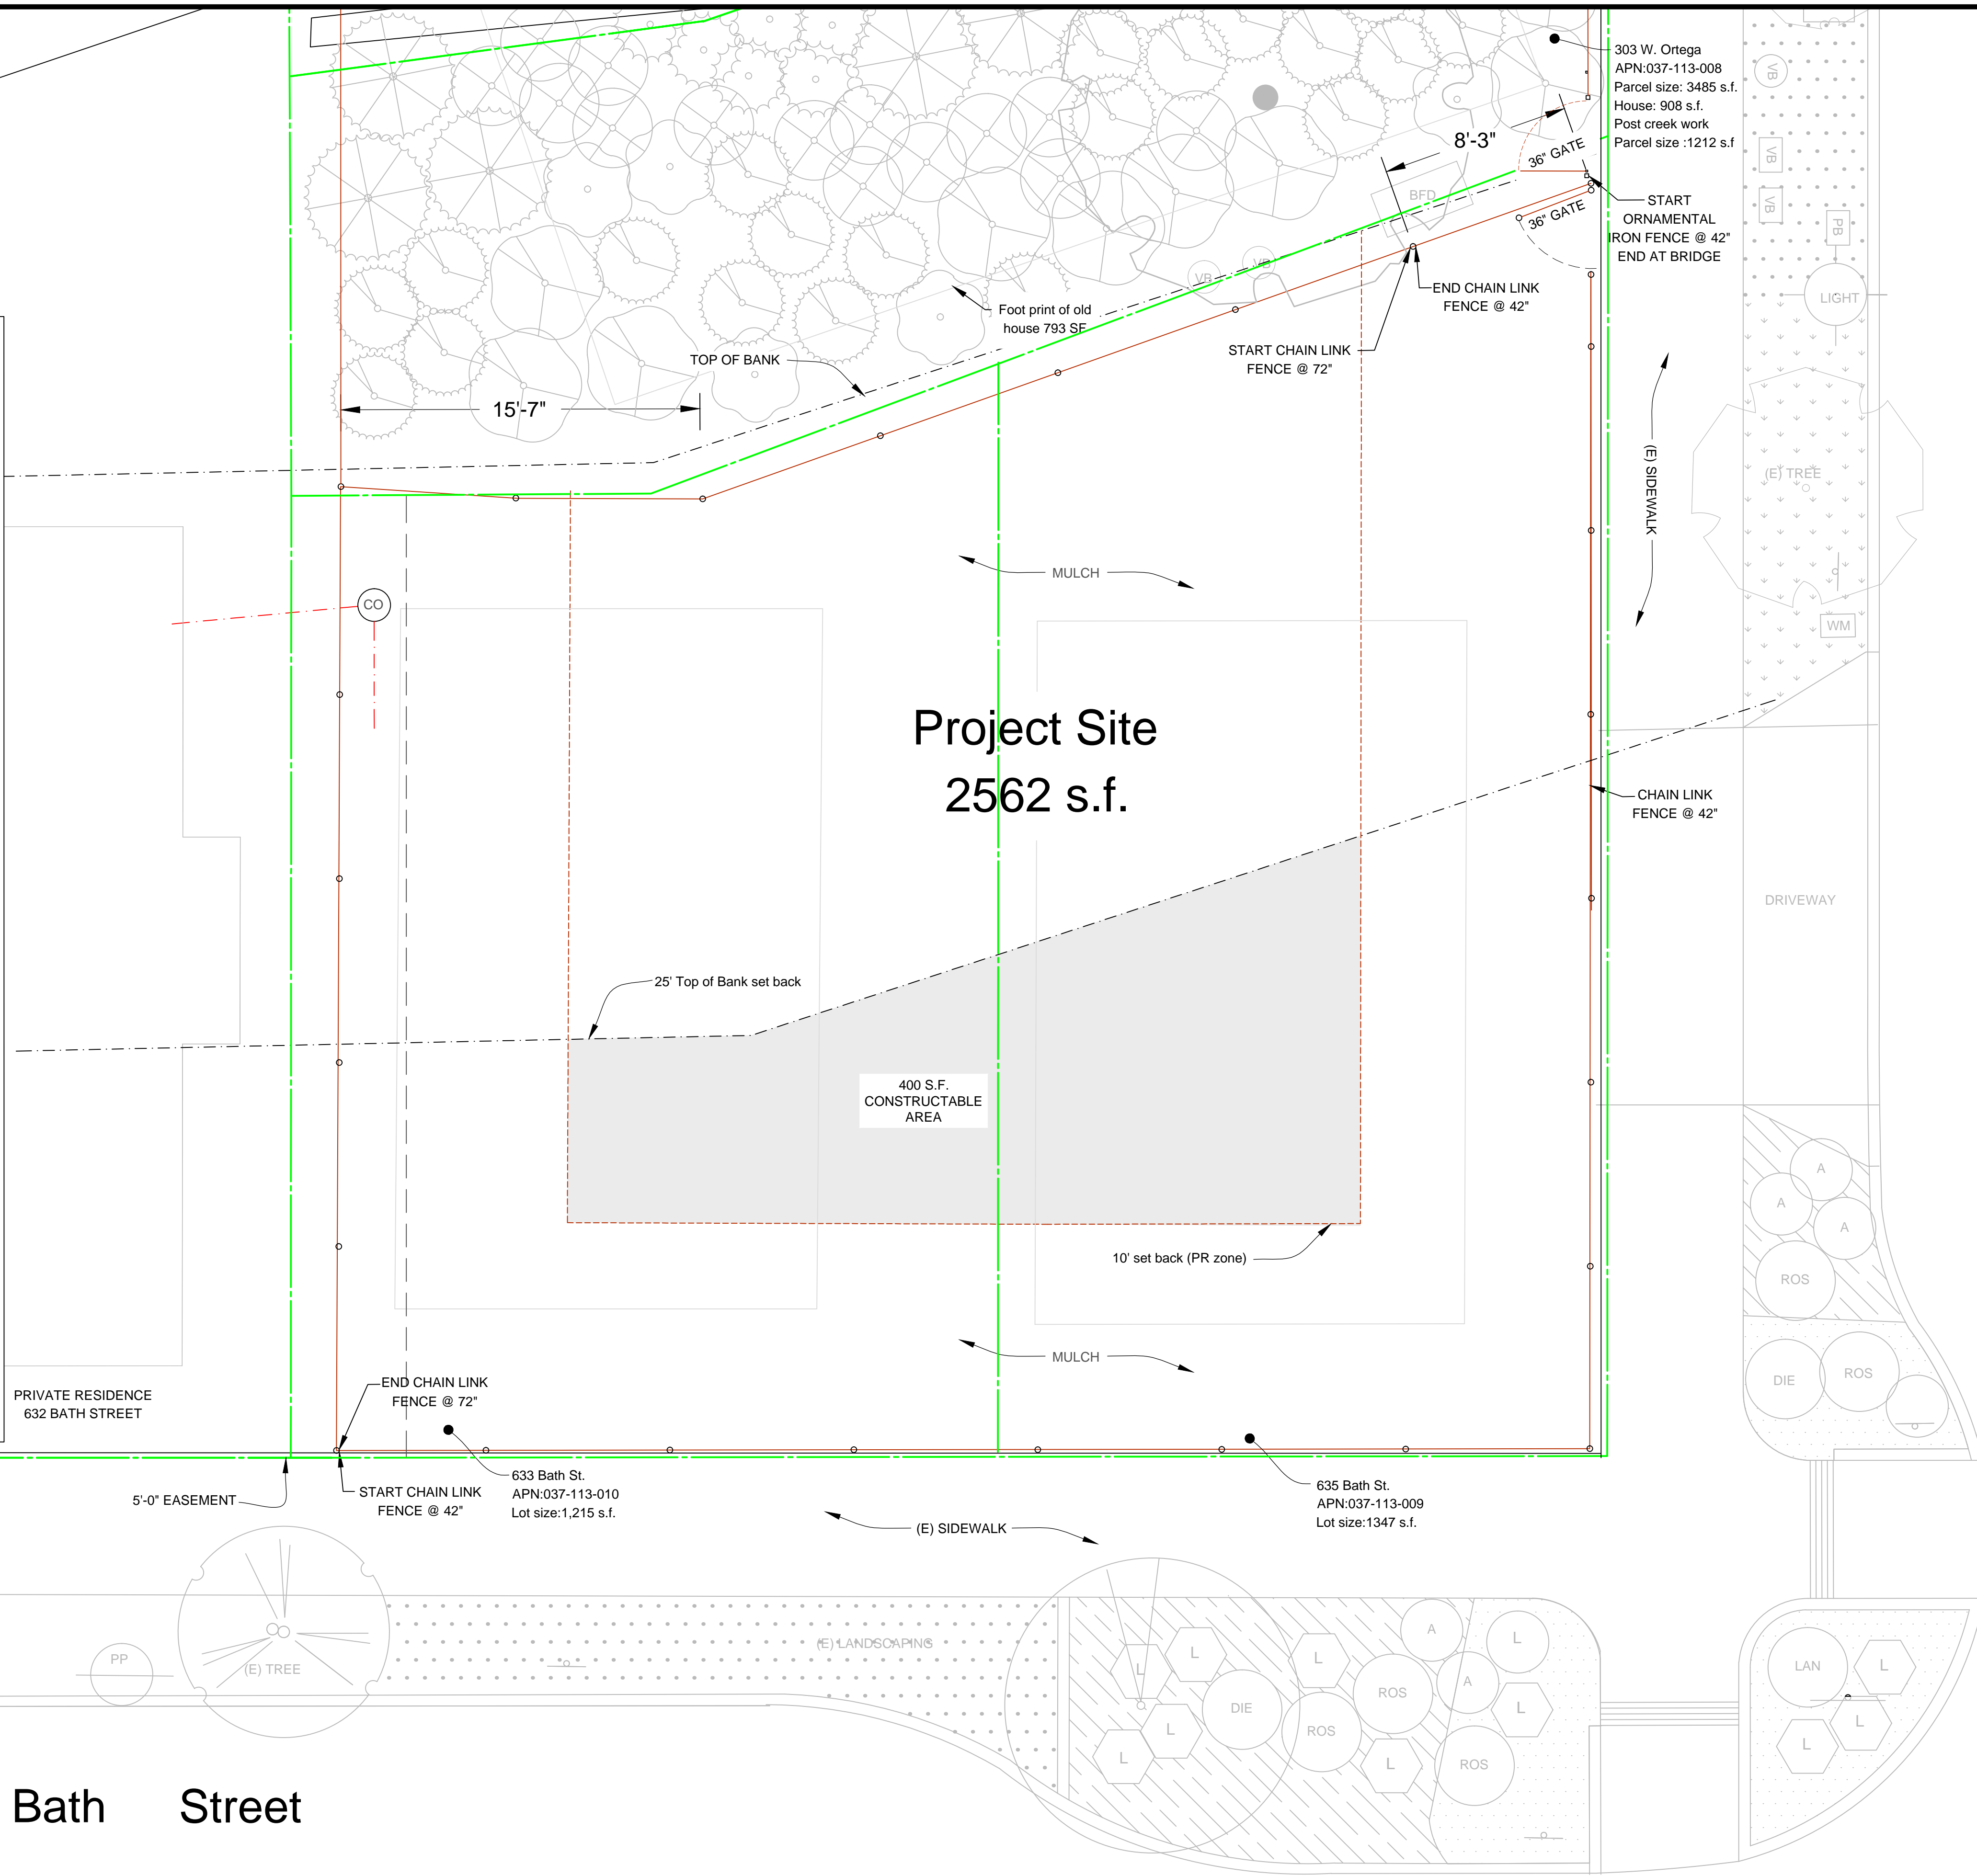 303 W. Ortega
APN:037-113-008
Parcel size: 3485 s.f.
House: 908 s.f.
Post creek work
Parcel size :1212 s.f
VB
VB
VB
PB
LIGHT
8'-3"
36" GATE
36" GATE
BFD
START
ORNAMENTAL
IRON FENCE @ 42"
END AT BRIDGE
VB
VB
END CHAIN LINK
FENCE @ 42"
Foot print of old
house 793 SF
START CHAIN LINK
FENCE @ 72"
TOP OF BANK
15'-7"
(E) SIDEWALK
(E) TREE
MULCH
CO
WM
Project Site
2562 s.f.
CHAIN LINK
FENCE @ 42"
DRIVEWAY
25' Top of Bank set back
400 S.F.
CONSTRUCTABLE
AREA
A
A
A
ROS
10' set back (PR zone)
MULCH
DIE
ROS
PRIVATE RESIDENCE
632 BATH STREET
END CHAIN LINK
FENCE @ 72"
5'-0" EASEMENT
START CHAIN LINK
FENCE @ 42"
633 Bath St.
APN:037-113-010
Lot size:1,215 s.f.
635 Bath St.
APN:037-113-009
Lot size:1347 s.f.
(E) SIDEWALK
PP
(E) TREE
(E) LANDSCAPING
L
L
L
A
L
L
L
DIE
ROS
ROS
A
L
L
ROS
LAN
L
L
L
Bath Street